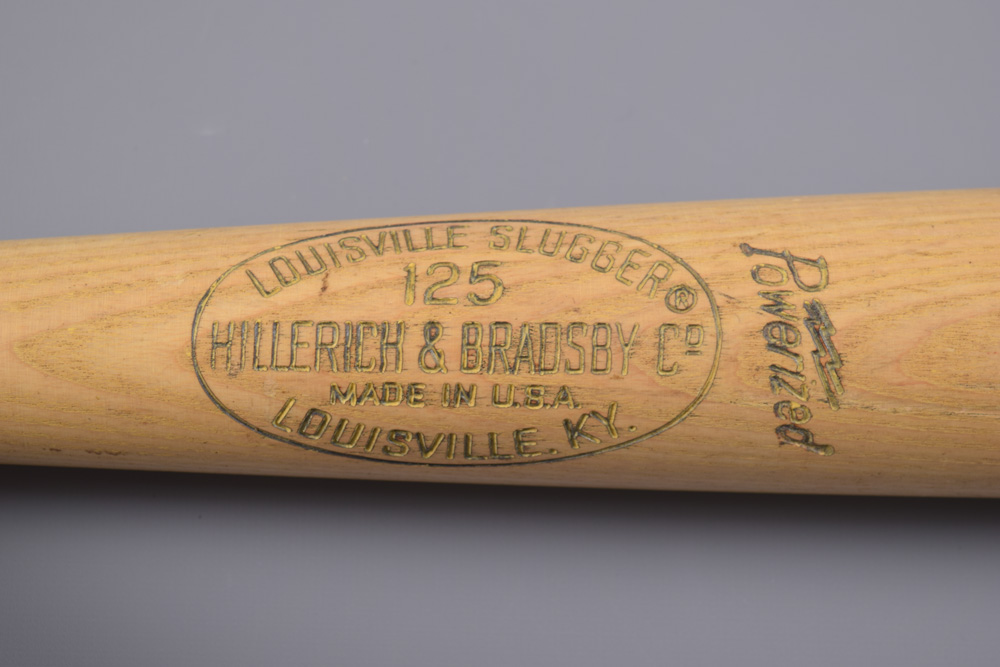 LOUISVILLE SLUGGER®
125
HILLERICH & BRADSBY Cº
MADE IN U.S.A.
LOUISVILLE. KY.
Powerized